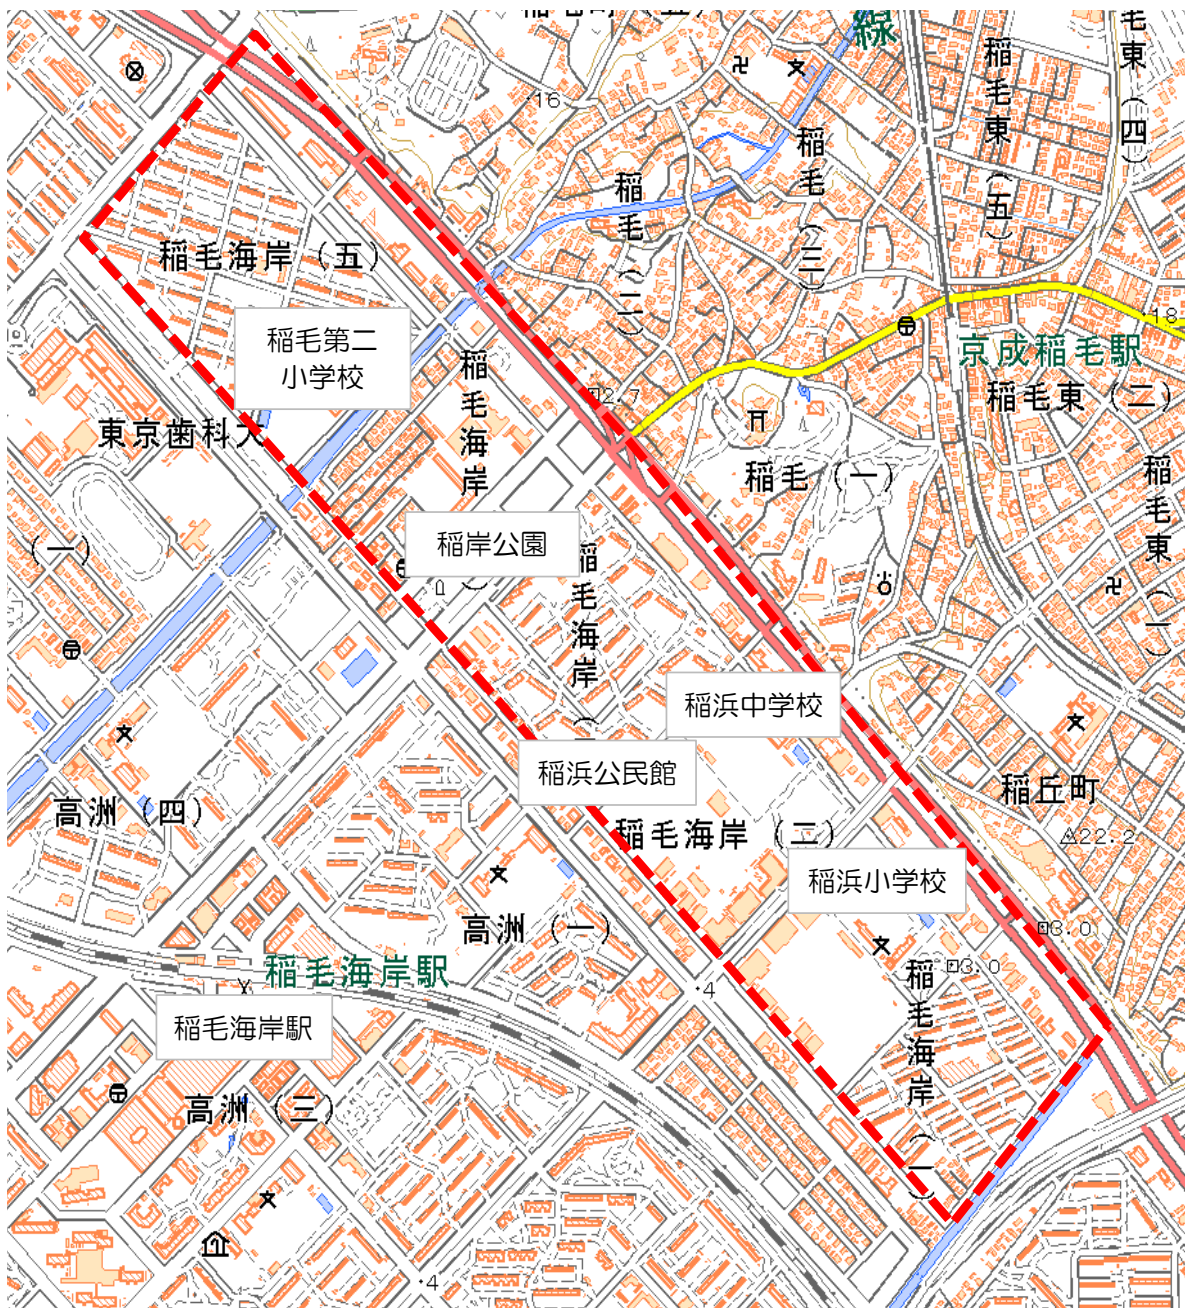 線
稲毛東（四）
稲毛東（五）
16
稲毛（三）
稲毛（二）
稲毛海岸（五）
稲毛第二
小学校
18
京成稲毛駅
稲毛東（二）
2.7
稲毛海岸
東京歯科大
稲毛（一）
稲毛東（一）
稲岸公園
（一）
稲毛海岸（三）
稲浜中学校
稲浜公民館
稲丘町
22.2
高洲（四）
稲毛海岸（二）
稲浜小学校
高洲（一）
3.0
稲毛海岸駅
3.0
4
稲毛海岸駅
稲毛海岸（一）
高洲（三）
4